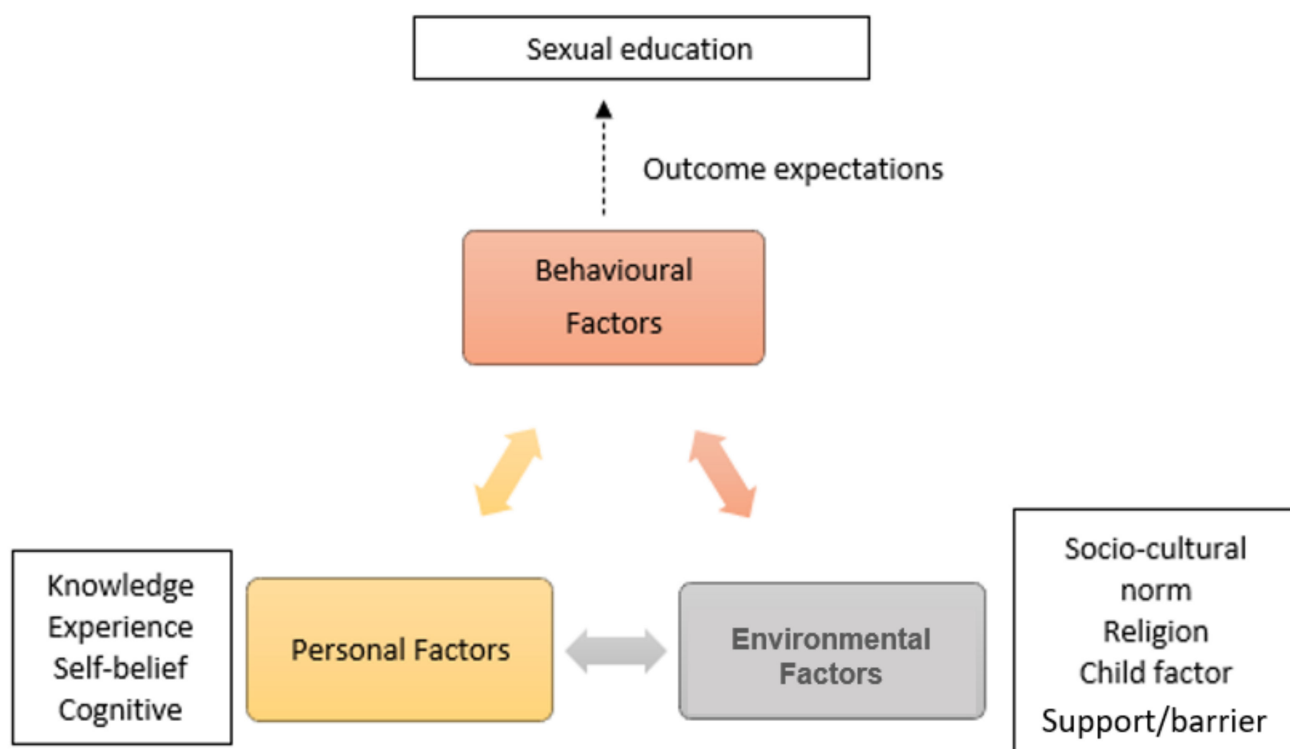 Sexual education
Outcome expectations
Behavioural
Factors
Knowledge
Experience
Self-belief
Cognitive
Personal Factors
Environmental
Factors
Socio-cultural
norm
Religion
Child factor
Support/barrier